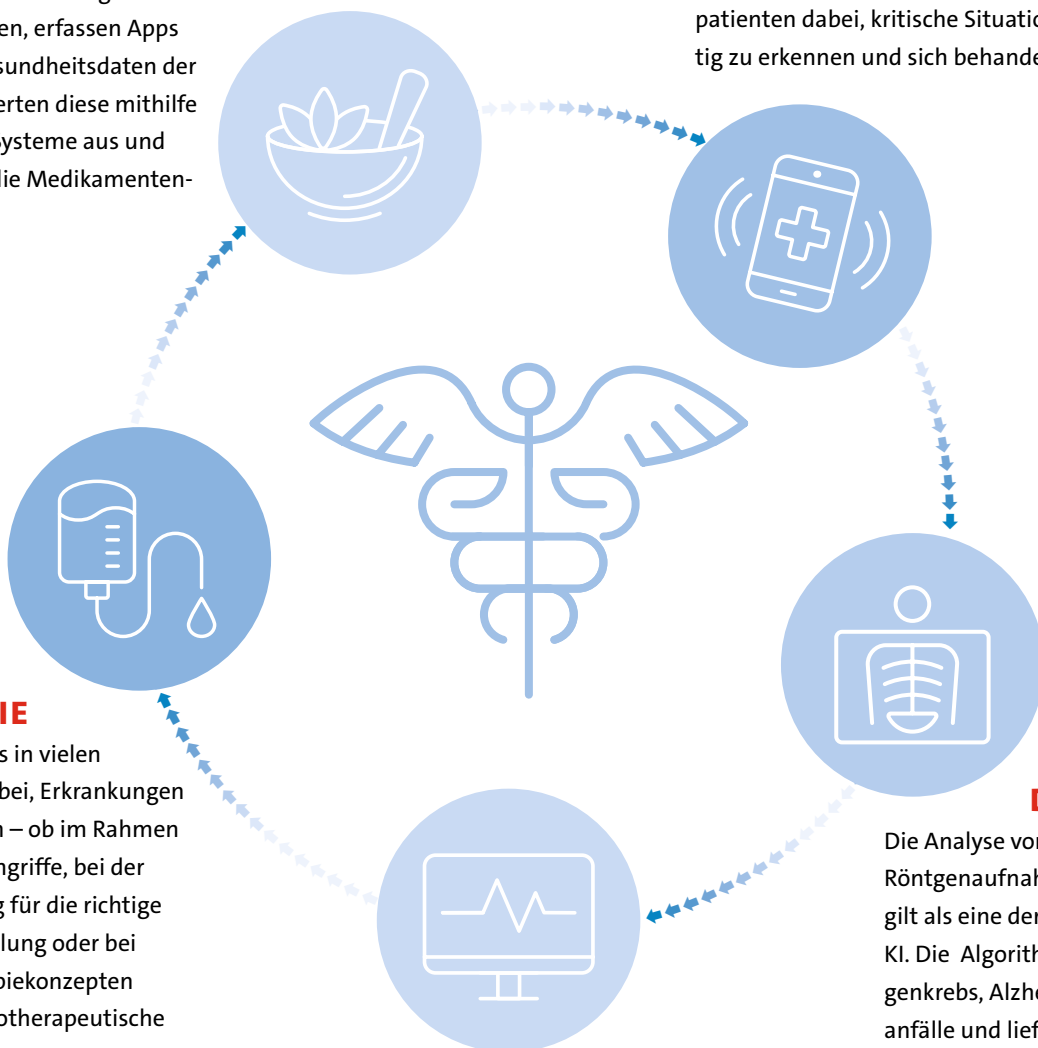 en, erfassen Apps
sundheitsdaten der
erten diese mithilfe
Systeme aus und
die Medikamenten-
patienten dabei, kritische Situatio
tig zu erkennen und sich behande
IE
s in vielen
bei, Erkrankungen
n – ob im Rahmen
ngriffe, bei der
g für die richtige
lung oder bei
piekonzepten
otherapeutische
Die Analyse vo
Röntgenaufnah
gilt als eine der
KI. Die Algorith
genkrebs, Alzhe
anfälle und lief